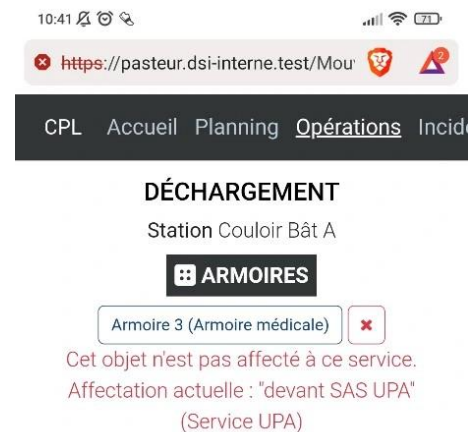 10:41
71
https://pasteur.dsi-interne.test/Mou
2
CPL Accueil Planning Opérations Incid
DÉCHARGEMENT
Station Couloir Bât A
ARMOIRES
Armoire 3 (Armoire médicale)
Cet objet n'est pas affecté à ce service.
Affectation actuelle : "devant SAS UPA"
(Service UPA)